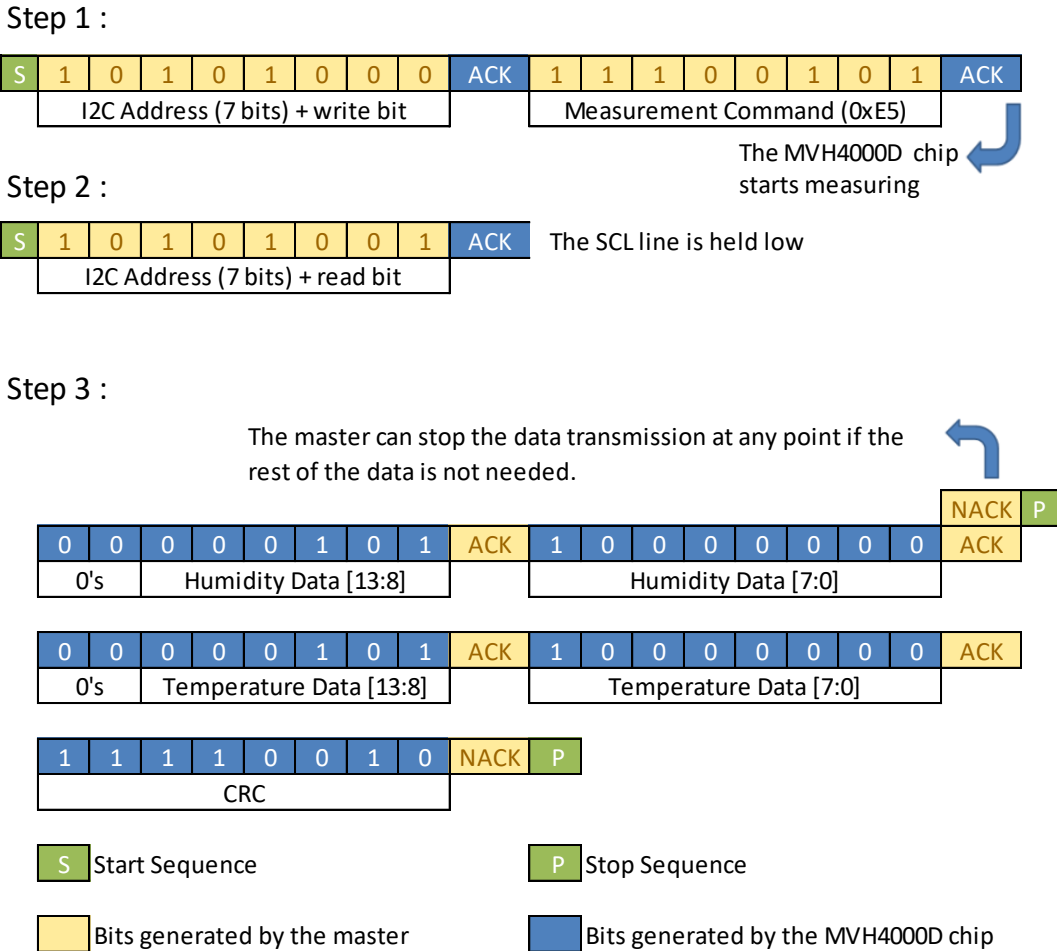 Step 1 :
S 1 0 1 0 1 0 0 0 ACK 1 1 1 0 0 1 0 1 ACK
I2C Address (7 bits) + write bit Measurement Command (0xE5)
The MVH4000D chip
starts measuring
Step 2 :
S 1 0 1 0 1 0 0 1 ACK The SCL line is held low
I2C Address (7 bits) + read bit
Step 3 :
The master can stop the data transmission at any point if the
rest of the data is not needed.
NACK P
0 0 0 0 0 1 0 1 ACK 1 0 0 0 0 0 0 0 ACK
0's Humidity Data [13:8] Humidity Data [7:0]
0 0 0 0 0 1 0 1 ACK 1 0 0 0 0 0 0 0 ACK
0's Temperature Data [13:8] Temperature Data [7:0]
1 1 1 1 0 0 1 0 NACK P
CRC
S Start Sequence P Stop Sequence
Bits generated by the master Bits generated by the MVH4000D chip